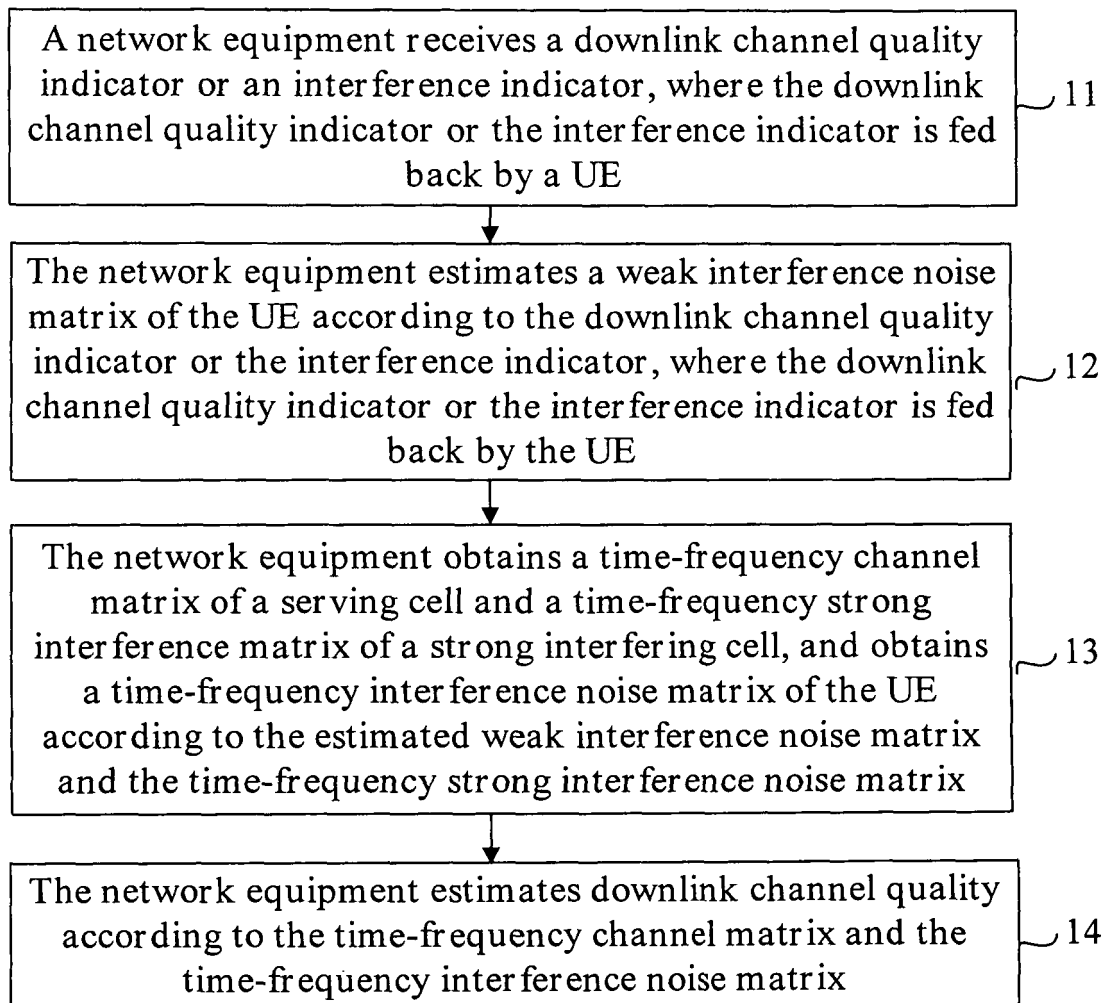 A network equipment receives a downlink channel quality
indicator or an interference indicator, where the downlink
channel quality indicator or the interference indicator is fed
back by a UE
11
The network equipment estimates a weak interference noise
matrix of the UE according to the downlink channel quality
indicator or the interference indicator, where the downlink
channel quality indicator or the interference indicator is fed
back by the UE
12
The network equipment obtains a time-frequency channel
matrix of a serving cell and a time-frequency strong
interference matrix of a strong interfering cell, and obtains
a time-frequency interference noise matrix of the UE
according to the estimated weak interference noise matrix
and the time-frequency strong interference noise matrix
13
The network equipment estimates downlink channel quality
according to the time-frequency channel matrix and the
time-frequency interference noise matrix
14